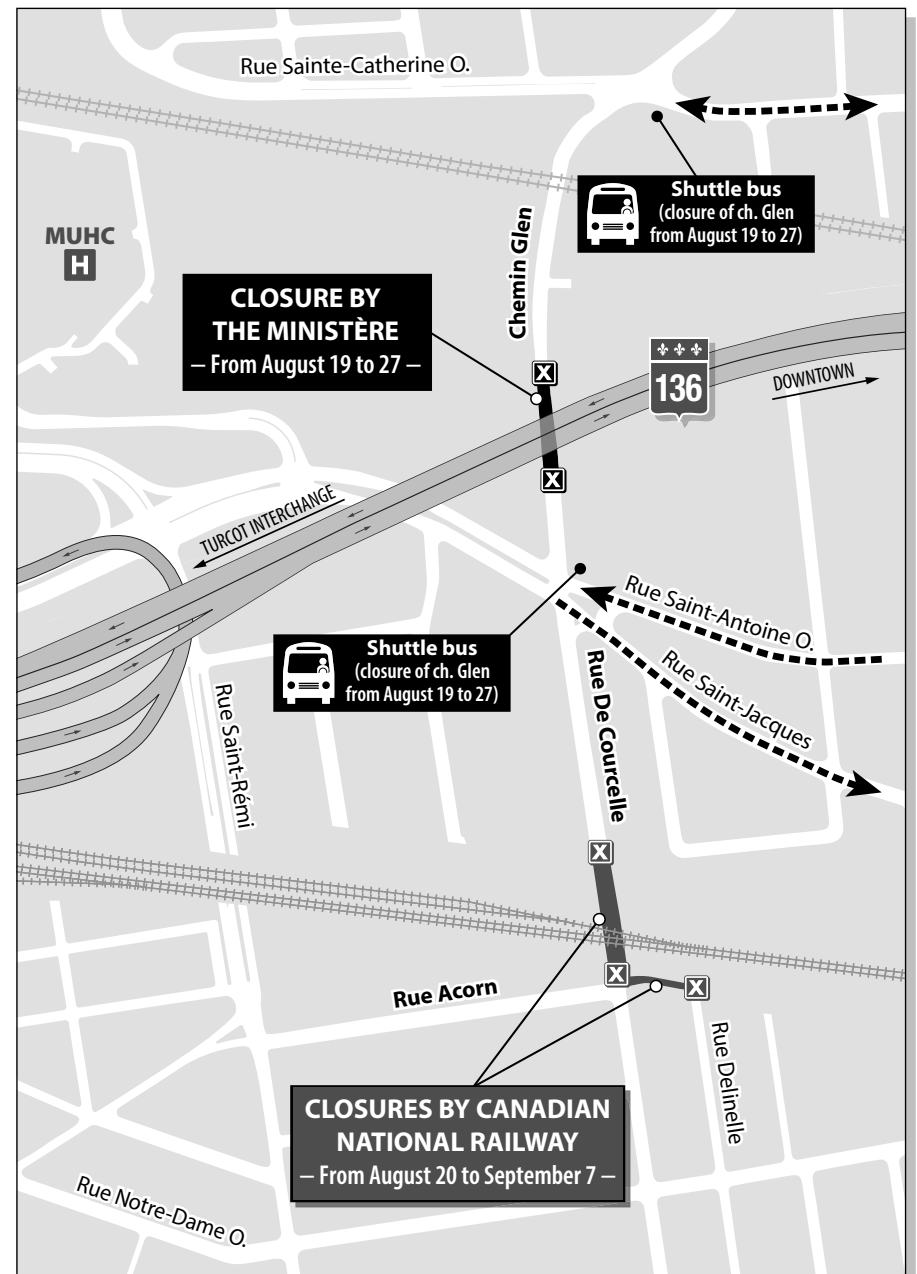 Rue Sainte-Catherine O.
Shuttle bus
(closure of ch. Glen
from August 19 to 27)
MUHC
H
Chemin Glen
CLOSURE BY
THE MINISTÈRE
– From August 19 to 27 –
X
136
DOWNTOWN
X
TURCOT INTERCHANGE
Rue Saint-Antoine O.
Shuttle bus
(closure of ch. Glen
from August 19 to 27)
Rue Saint-Jacques
Rue De Courcelle
Rue Saint-Rémi
X
X
X
Rue Acorn
Rue Delinelle
CLOSURES BY CANADIAN
NATIONAL RAILWAY
– From August 20 to September 7 –
Rue Notre-Dame O.